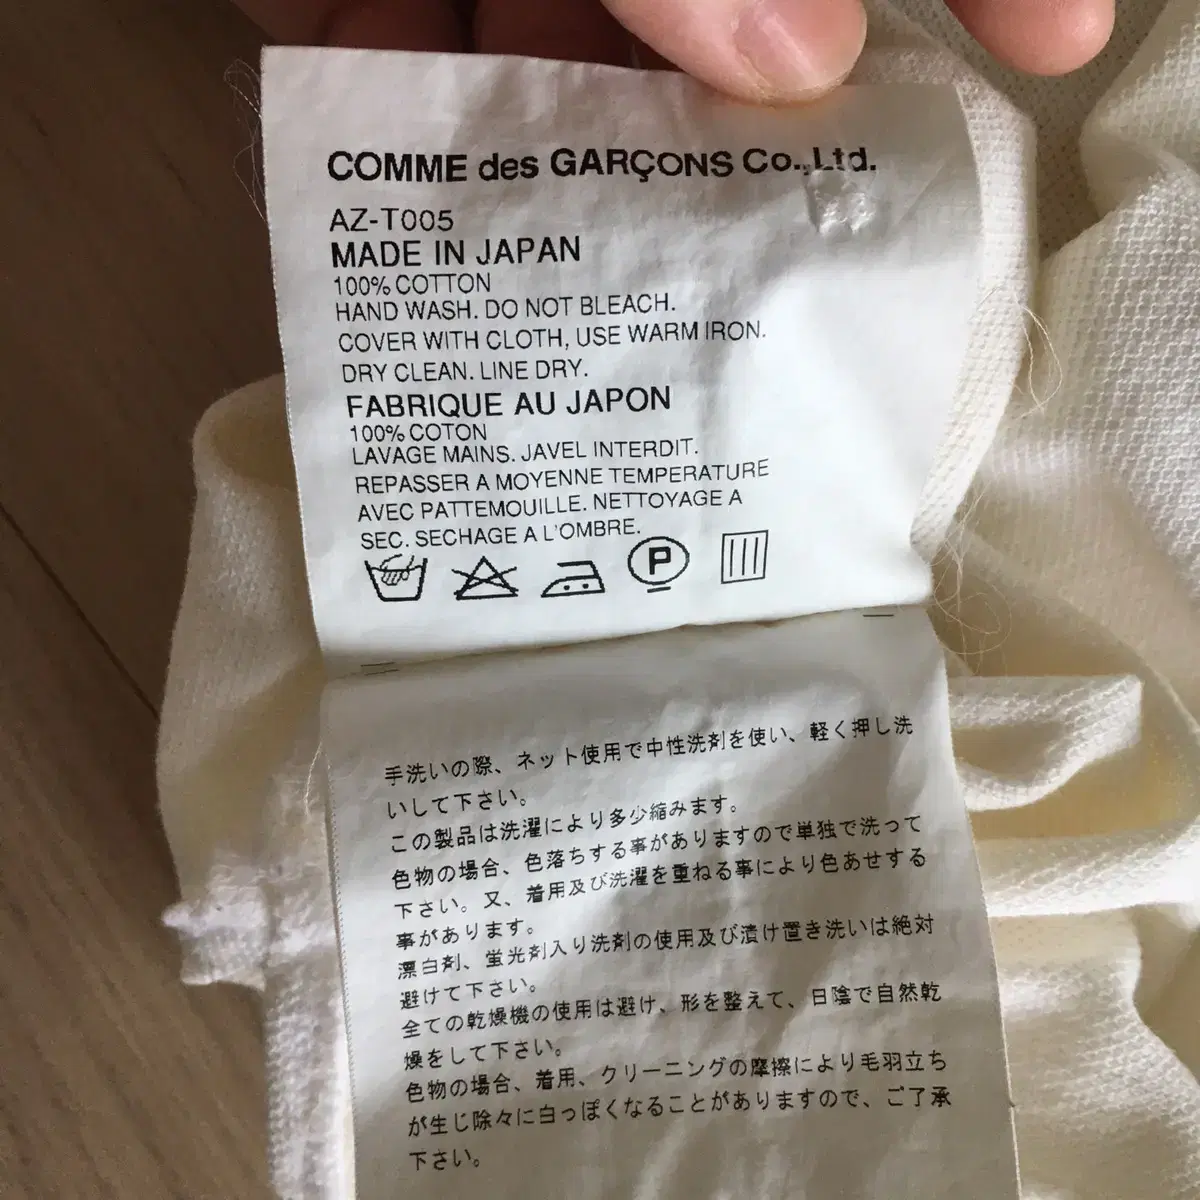 COMME des GARÇONS Co.,Ltd.
AZ-T005
MADE IN JAPAN
100% COTTON
HAND WASH. DO NOT BLEACH.
COVER WITH CLOTH, USE WARM IRON.
DRY CLEAN. LINE DRY.
FABRIQUE AU JAPON
100% COTON
LAVAGE MAINS. JAVEL INTERDIT.
REPASSER A MOYENNE TEMPERATURE
AVEC PATTEMOUILLE. NETTOYAGE A
SEC. SECHAGE A L'OMBRE.
P
手洗いの際、ネット使用で中性洗剤を使い、軽く押し洗
いして下さい。
この製品は洗濯により多少縮みます。
色物の場合、色落ちする事がありますので単独で洗って
下さい。又、着用及び洗濯を重ねる事により色あせする
事があります。
漂白剤、蛍光剤入り洗剤の使用及び漬け置き洗いは絶対
避けて下さい。
全ての乾燥機の使用は避け、形を整えて、日陰で自然乾
燥をして下さい。
色物の場合、着用、クリーニングの摩擦により毛羽立ち
が生じ除々に白っぽくなることがありますので、ご了承
下さい。